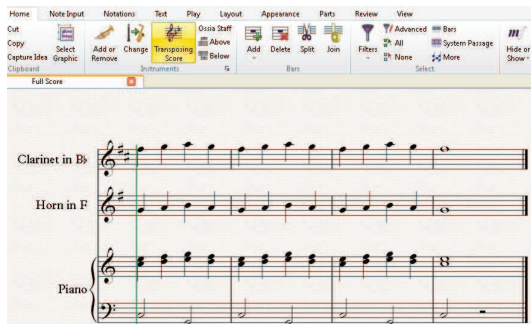 Home Note Input Notations Text Play Layout Appearance Parts Review View
Cut
Copy
Capture Idea
Select Graphic
Clipboard
Add or Remove
Change
Transposing Score
Ossia Staff
Above
Below
Instruments
Add
Delete
Split
Join
Bars
Filters
Advanced
All
None
Bars
System Passage
More
Select
Hide or Show
Full Score
Clarinet in B♭
Horn in F
Piano